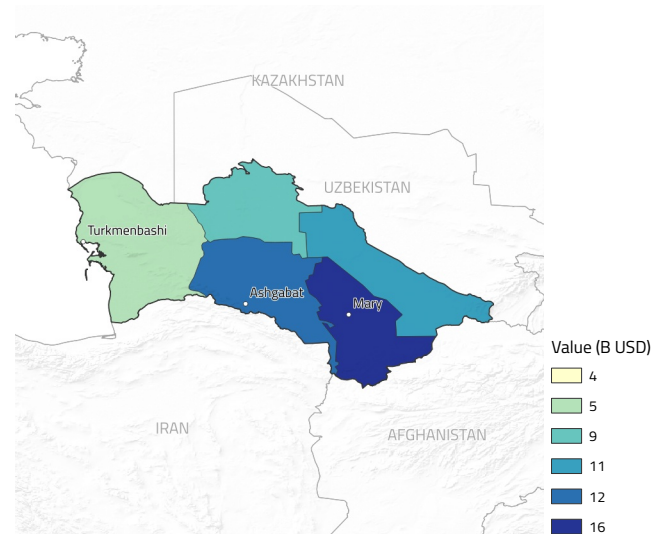 KAZAKHSTAN
UZBEKISTAN
Turkmenbashi
Ashgabat
Mary
IRAN
AFGHANISTAN
Value (B USD)
4
5
9
11
12
16